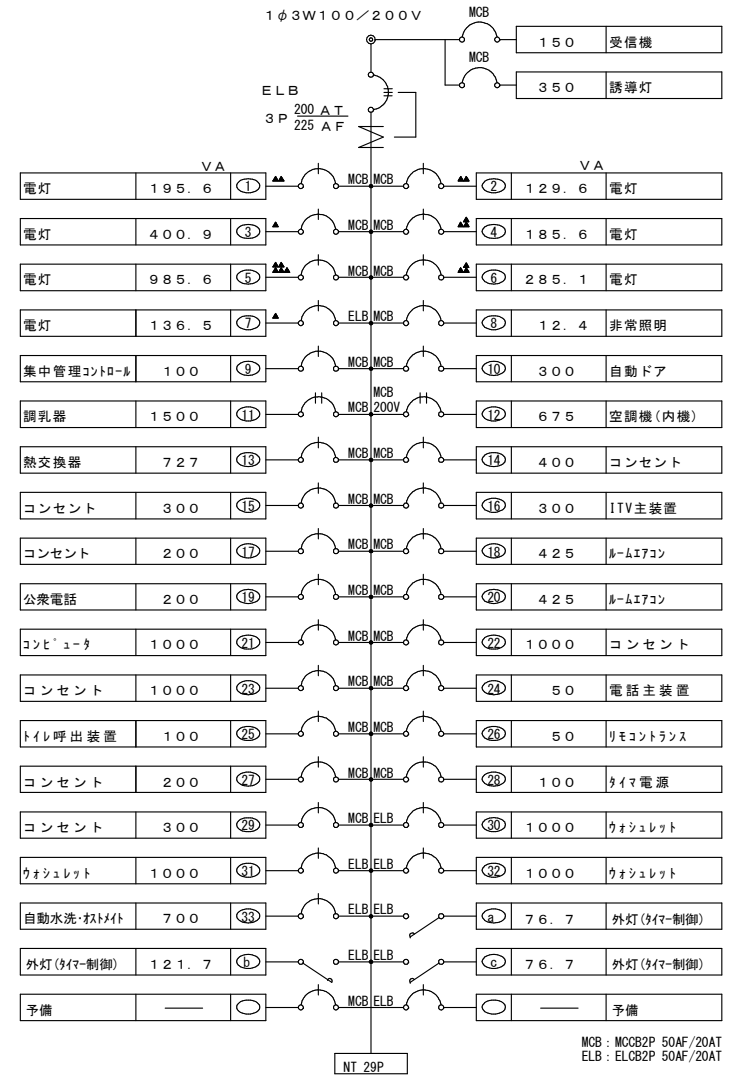 1φ3W100／200V
MCB
150 受信機
MCB
350 誘導灯
ELB
3P 200AT
225AF
VA VA
電灯 195.6 ① MCB MCB ② 129.6 電灯
電灯 400.9 ③ MCB MCB ④ 185.6 電灯
電灯 985.6 ⑤ MCB MCB ⑥ 285.1 電灯
電灯 136.5 ⑦ ELB MCB ⑧ 12.4 非常照明
集中管理ｺﾝﾄﾛｰﾙ 100 ⑨ MCB MCB ⑩ 300 自動ドア
MCB
調乳器 1500 ⑪ MCB 200V ⑫ 675 空調機(内機)
熱交換器 727 ⑬ MCB MCB ⑭ 400 コンセント
コンセント 300 ⑮ MCB MCB ⑯ 300 ITV主装置
コンセント 200 ⑰ MCB MCB ⑱ 425 ﾙｰﾑｴｱｺﾝ
公衆電話 200 ⑲ MCB MCB ⑳ 425 ﾙｰﾑｴｱｺﾝ
ｺﾝﾋﾟｭｰﾀ 1000 ㉑ MCB MCB ㉒ 1000 コンセント
コンセント 1000 ㉓ MCB MCB ㉔ 50 電話主装置
ﾄｲﾚ呼出装置 100 ㉕ MCB MCB ㉖ 50 ﾘﾓｺﾝﾄﾗﾝｽ
コンセント 200 ㉗ MCB MCB ㉘ 100 ﾀｲﾏ電源
コンセント 300 ㉙ MCB ELB ㉚ 1000 ｳｫｼｭﾚｯﾄ
ｳｫｼｭﾚｯﾄ 1000 ㉛ ELB ELB ㉜ 1000 ｳｫｼｭﾚｯﾄ
自動水洗･ｵｽﾄﾒｲﾄ 700 ㉝ ELB ELB ⓐ 76.7 外灯(ﾀｲﾏｰ制御)
外灯(ﾀｲﾏｰ制御) 121.7 ⓑ ELB ELB ⓒ 76.7 外灯(ﾀｲﾏｰ制御)
予備 ── MCB ELB ── 予備
MCB：MCCB2P 50AF/20AT
ELB：ELCB2P 50AF/20AT
NT 29P